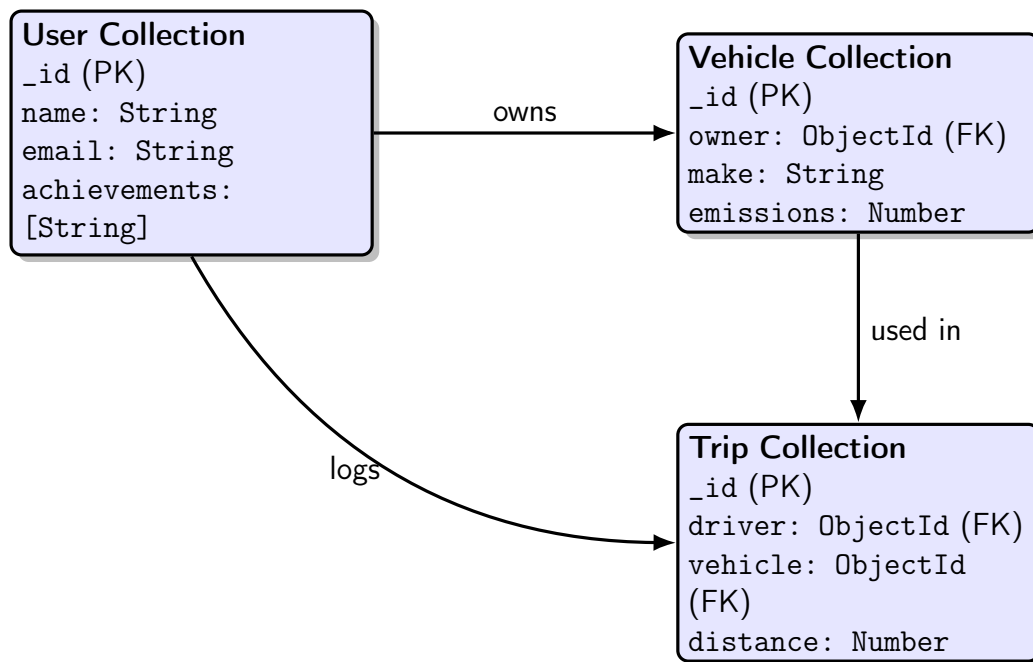 User Collection
_id (PK)
name: String
email: String
achievements:
[String]
owns
Vehicle Collection
_id (PK)
owner: ObjectId (FK)
make: String
emissions: Number
used in
logs
Trip Collection
_id (PK)
driver: ObjectId (FK)
vehicle: ObjectId
(FK)
distance: Number